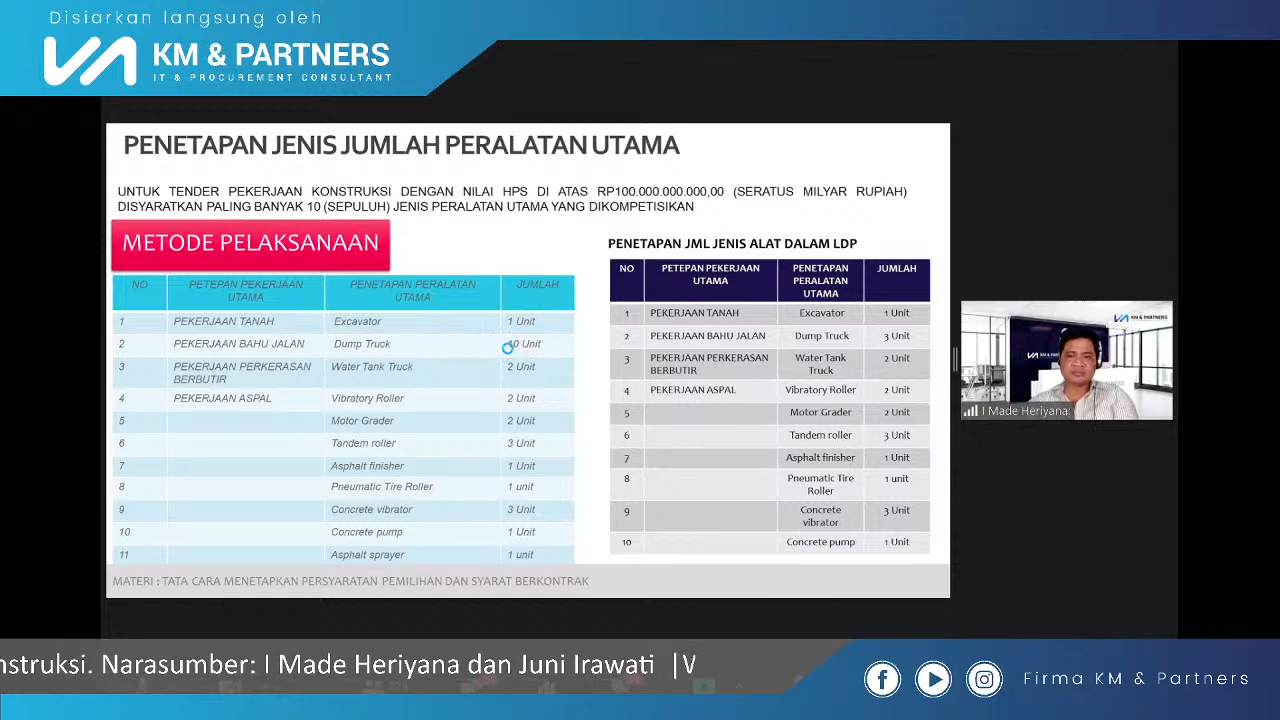 Disiarkan langsung oleh
KM & PARTNERS
IT & PROCUREMENT CONSULTANT
PENETAPAN JENIS JUMLAH PERALATAN UTAMA
UNTUK TENDER PEKERJAAN KONSTRUKSI DENGAN NILAI HPS DI ATAS RP100.000.000.000,00 (SERATUS MILYAR RUPIAH)
DISYARATKAN PALING BANYAK 10 (SEPULUH) JENIS PERALATAN UTAMA YANG DIKOMPETISIKAN
METODE PELAKSANAAN
NO PETEPAN PEKERJAAN UTAMA PENETAPAN PERALATAN UTAMA JUMLAH
1 PEKERJAAN TANAH Excavator 1 Unit
2 PEKERJAAN BAHU JALAN Dump Truck 10 Unit
3 PEKERJAAN PERKERASAN BERBUTIR Water Tank Truck 2 Unit
4 PEKERJAAN ASPAL Vibratory Roller 2 Unit
5 Motor Grader 2 Unit
6 Tandem roller 3 Unit
7 Asphalt finisher 1 Unit
8 Pneumatic Tire Roller 1 unit
9 Concrete vibrator 3 Unit
10 Concrete pump 1 Unit
11 Asphalt sprayer 1 unit
PENETAPAN JML JENIS ALAT DALAM LDP
NO PETEPAN PEKERJAAN UTAMA PENETAPAN PERALATAN UTAMA JUMLAH
1 PEKERJAAN TANAH Excavator 1 Unit
2 PEKERJAAN BAHU JALAN Dump Truck 3 Unit
3 PEKERJAAN PERKERASAN BERBUTIR Water Tank Truck 2 Unit
4 PEKERJAAN ASPAL Vibratory Roller 2 Unit
5 Motor Grader 2 Unit
6 Tandem roller 3 Unit
7 Asphalt finisher 1 Unit
8 Pneumatic Tire Roller 1 unit
9 Concrete vibrator 3 Unit
10 Concrete pump 1 Unit
MATERI : TATA CARA MENETAPKAN PERSYARATAN PEMILIHAN DAN SYARAT BERKONTRAK
KM & PARTNERS
I Made Heriyana:
nstruksi. Narasumber: I Made Heriyana dan Juni Irawati |V
Firma KM & Partners